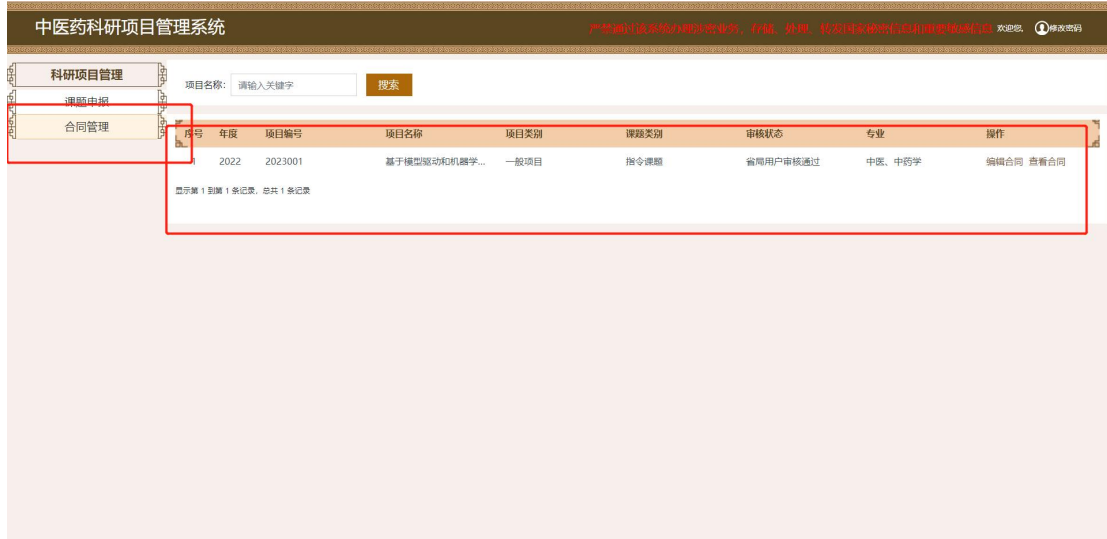 中医药科研项目管理系统
严禁通过该系统办理涉密业务、存储、处理、传发国家秘密信息和重要敏感信息 欢迎您, 修改密码
科研项目管理
课题申报
合同管理
项目名称: 请输入关键字 搜索
序号 年度 项目编号 项目名称 项目类别 课题类别 审核状态 专业 操作
1 2022 2023001 基于模型驱动和机器学... 一般项目 指令课题 省局用户审核通过 中医、中药学 编辑合同 查看合同
显示第 1 到第 1 条记录, 总共 1 条记录